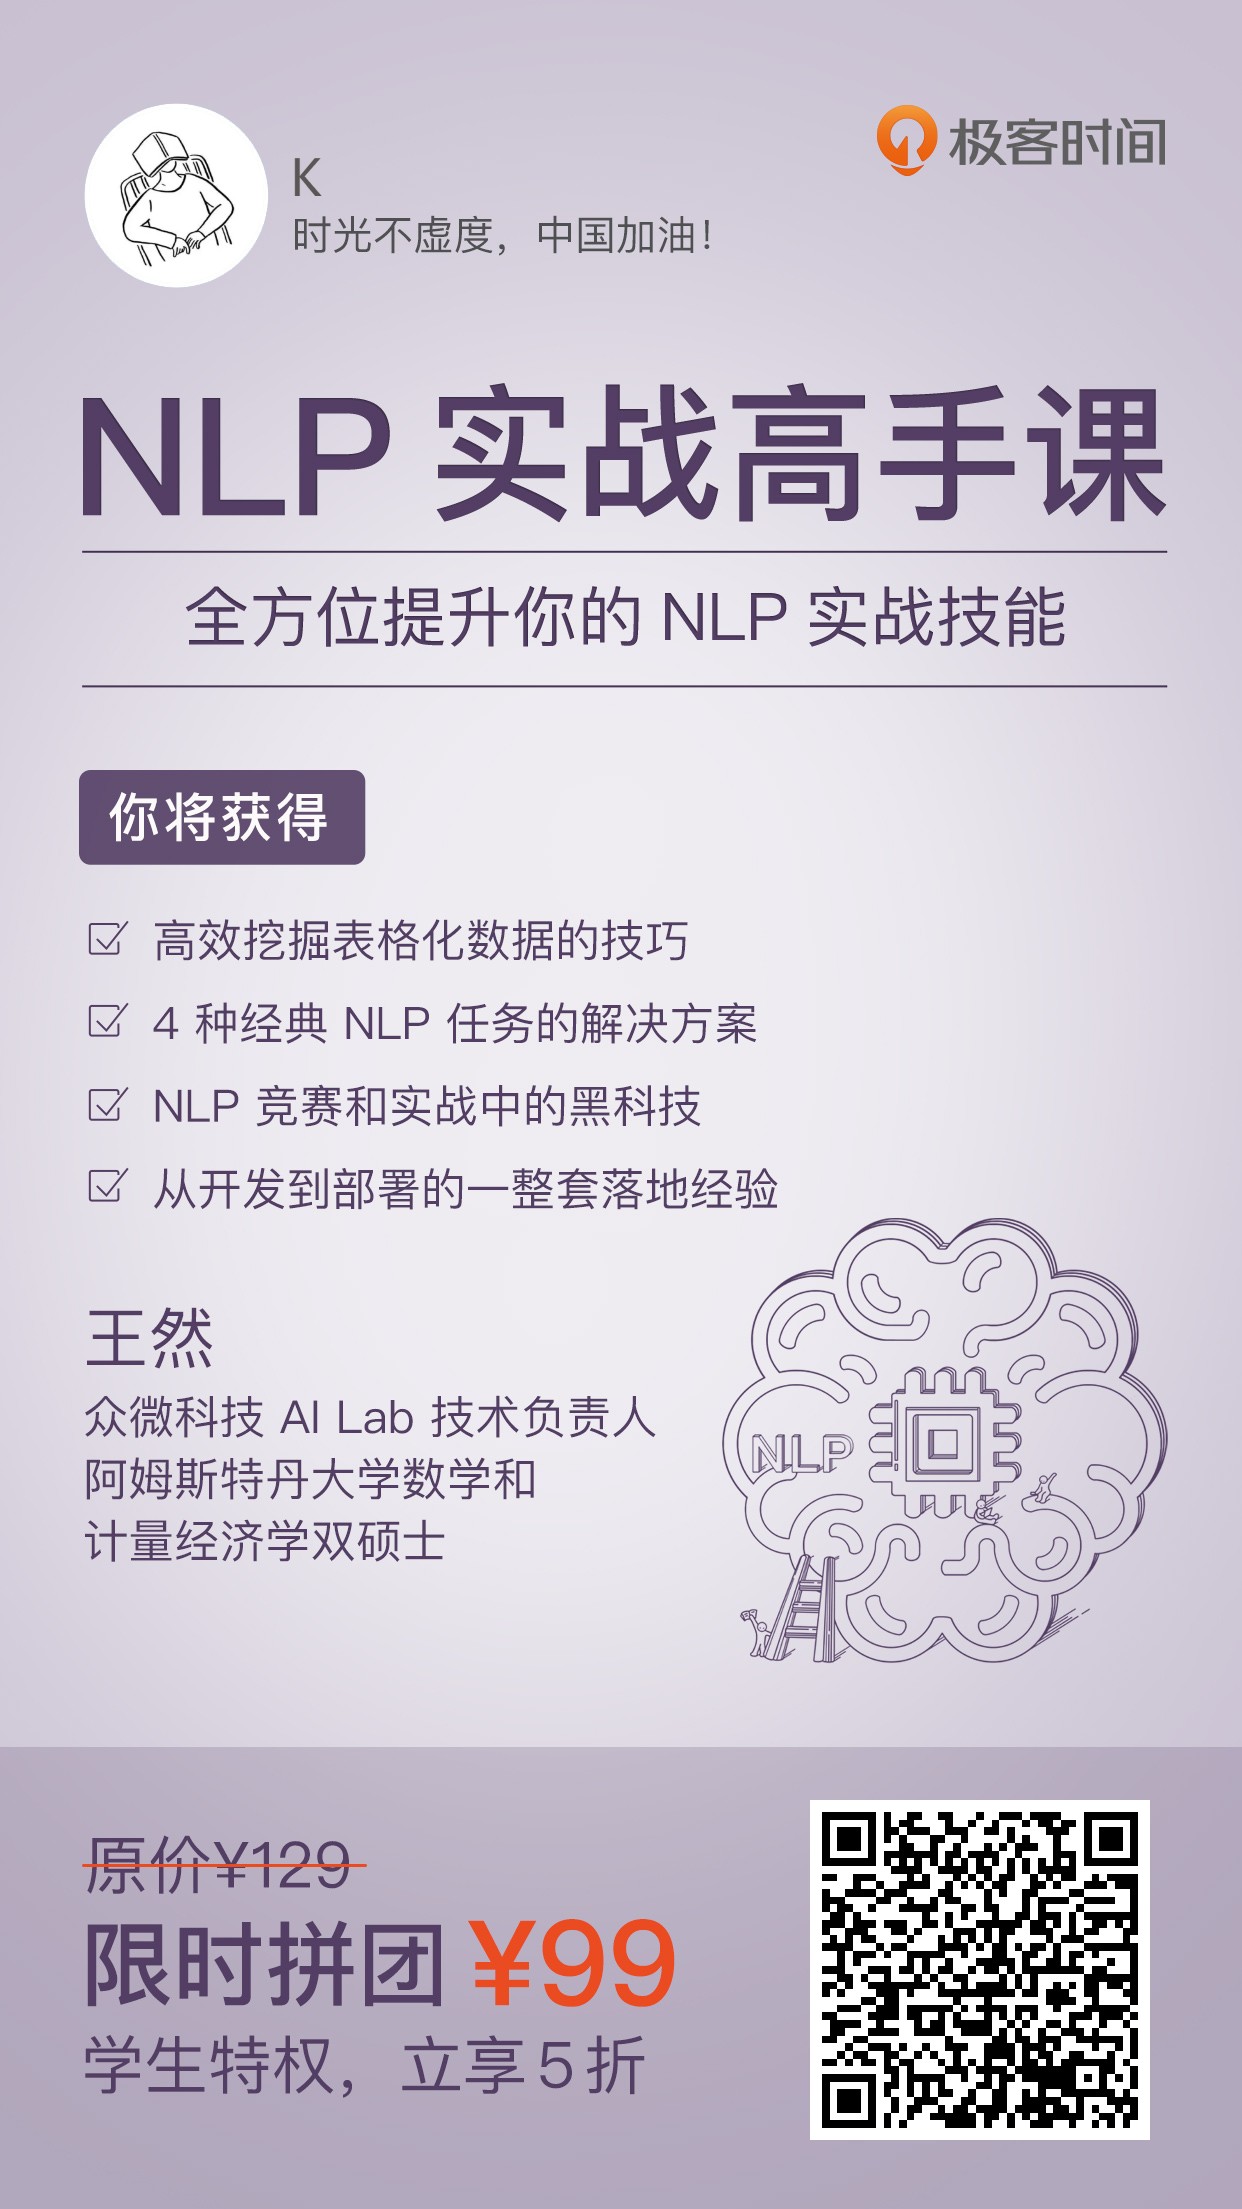 K
时光不虚度，中国加油！
极客时间
NLP 实战高手课
全方位提升你的 NLP 实战技能
你将获得
高效挖掘表格化数据的技巧
4 种经典 NLP 任务的解决方案
NLP 竞赛和实战中的黑科技
从开发到部署的一整套落地经验
王然
众微科技 AI Lab 技术负责人
阿姆斯特丹大学数学和
计量经济学双硕士
NLP
原价¥129
限时拼团 ¥99
学生特权，立享 5 折